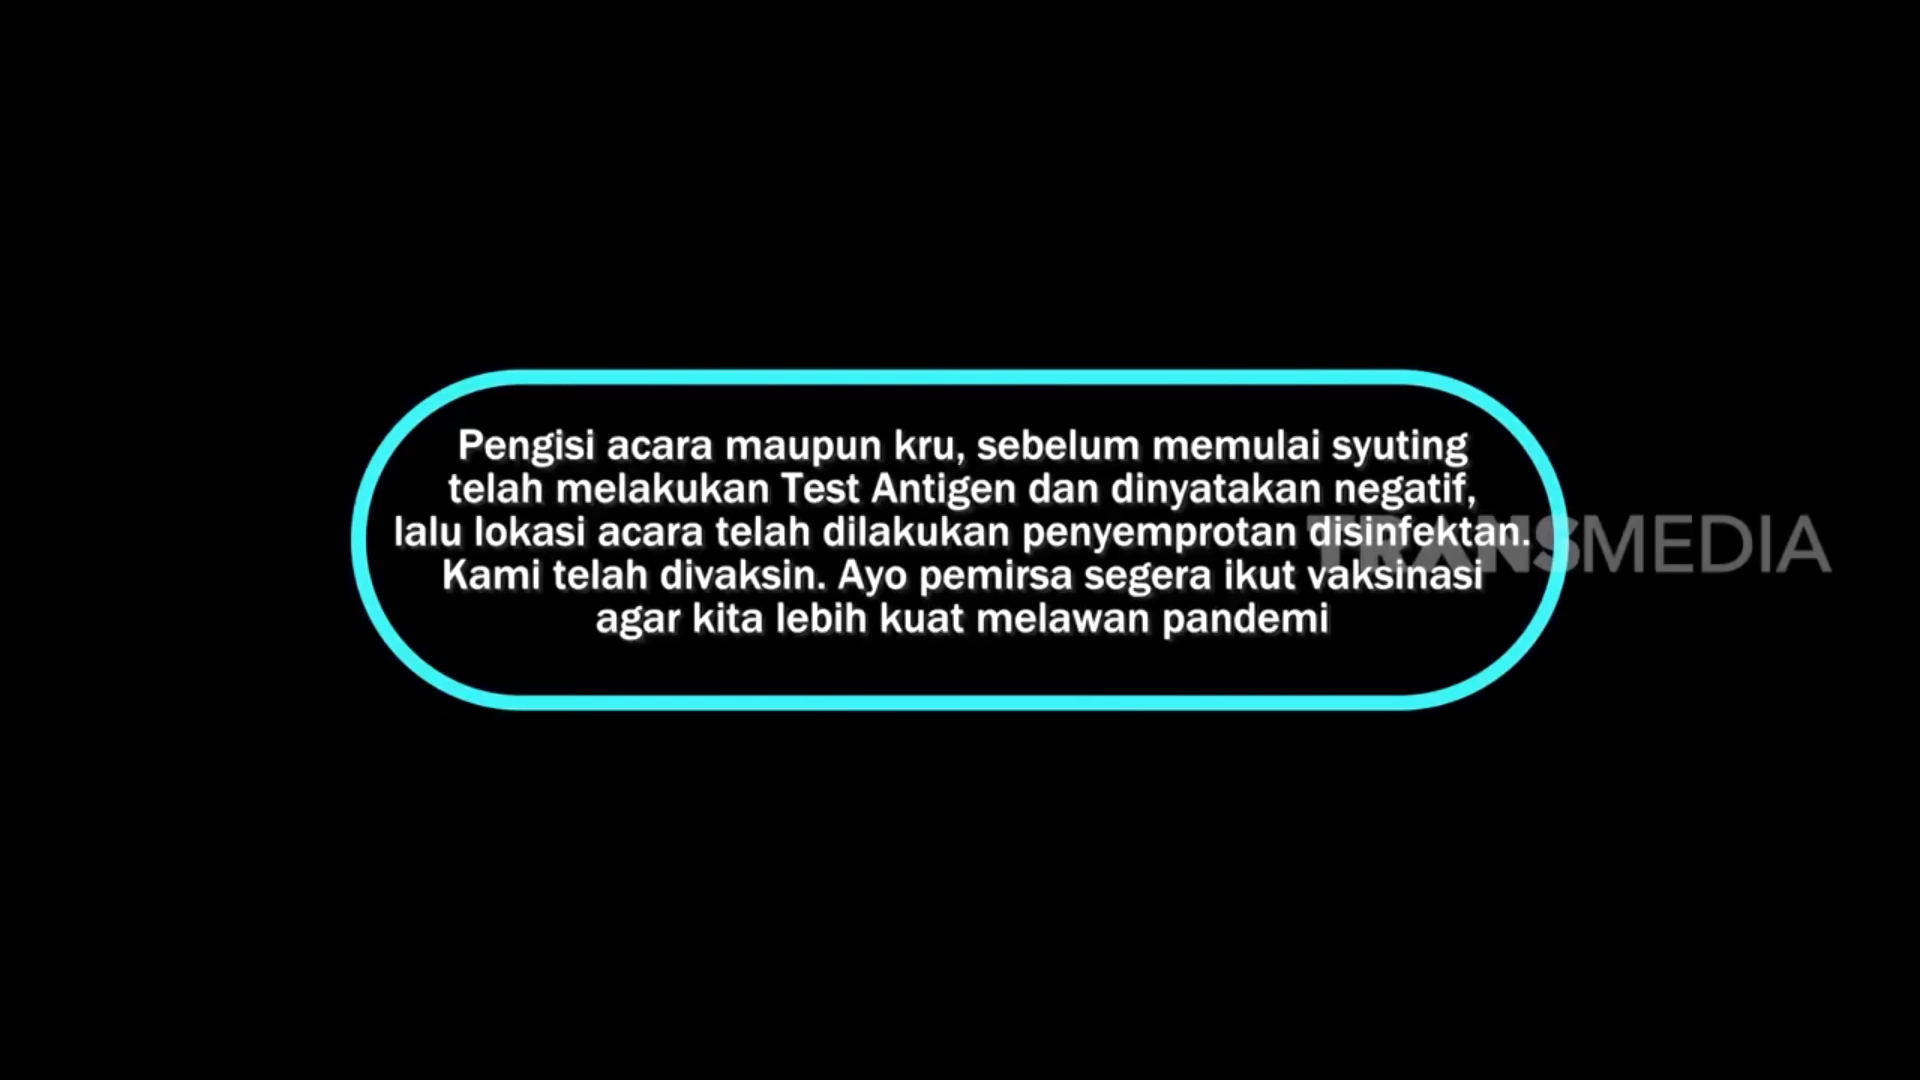 Pengisi acara maupun kru, sebelum memulai syuting
telah melakukan Test Antigen dan dinyatakan negatif,
lalu lokasi acara telah dilakukan penyemprotan disinfektan.
TRANSMEDIA
Kami telah divaksin. Ayo pemirsa segera ikut vaksinasi
agar kita lebih kuat melawan pandemi